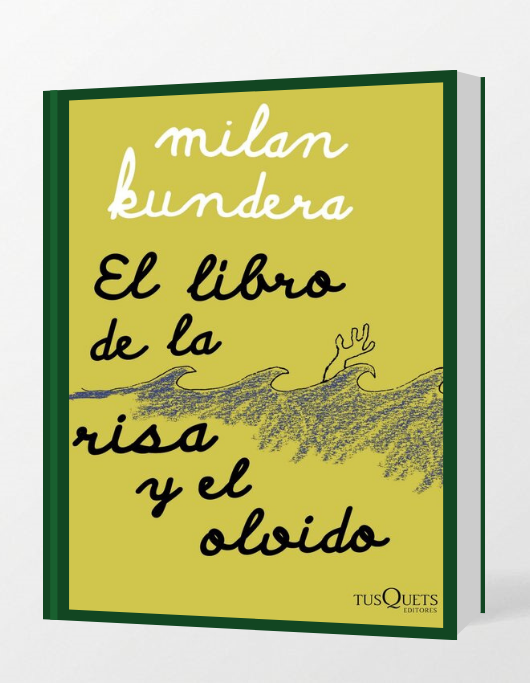 milan
kundera
El libro
de la
risa
y el
olvido
TUSQUETS
EDITORES